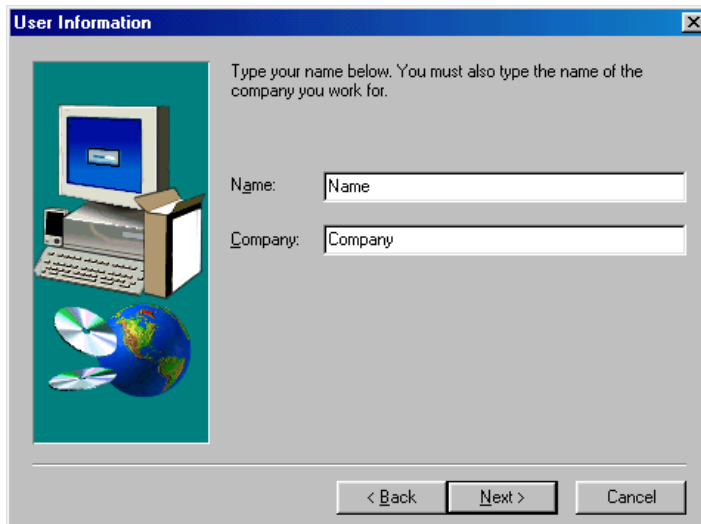 User Information
Type your name below. You must also type the name of the
company you work for.
Name: Name
Company: Company
< Back Next > Cancel